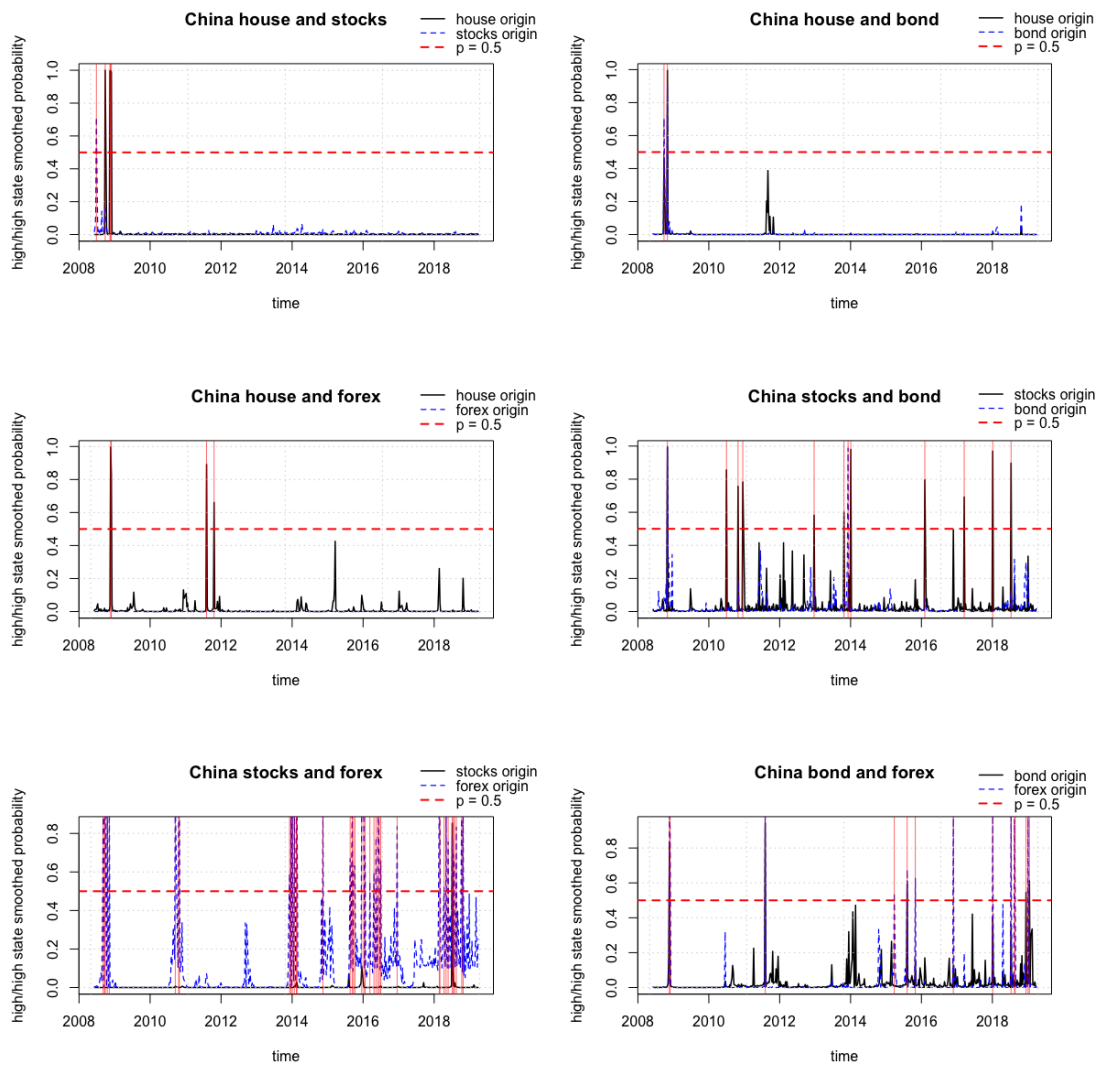 China house and stocks
house origin
stocks origin
p = 0.5
high/high state smoothed probability
0.0 0.2 0.4 0.6 0.8 1.0
2008 2010 2012 2014 2016 2018
time
China house and bond
house origin
bond origin
p = 0.5
high/high state smoothed probability
0.0 0.2 0.4 0.6 0.8 1.0
2008 2010 2012 2014 2016 2018
time
China house and forex
house origin
forex origin
p = 0.5
high/high state smoothed probability
0.0 0.2 0.4 0.6 0.8 1.0
2008 2010 2012 2014 2016 2018
time
China stocks and bond
stocks origin
bond origin
p = 0.5
high/high state smoothed probability
0.0 0.2 0.4 0.6 0.8 1.0
2008 2010 2012 2014 2016 2018
time
China stocks and forex
stocks origin
forex origin
p = 0.5
high/high state smoothed probability
0.0 0.2 0.4 0.6 0.8
2008 2010 2012 2014 2016 2018
time
China bond and forex
bond origin
forex origin
p = 0.5
high/high state smoothed probability
0.0 0.2 0.4 0.6 0.8
2008 2010 2012 2014 2016 2018
time